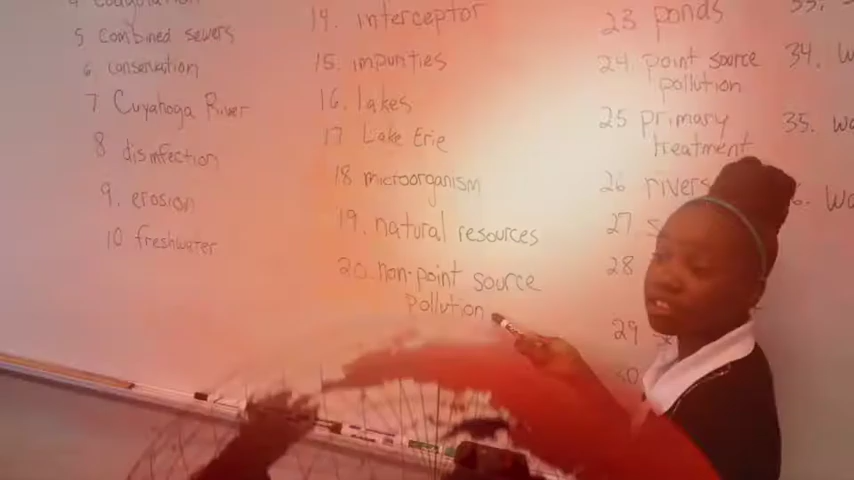 5 combined sewers
6 conservation
7 Cuyahoga River
8 disinfection
9. erosion
10 freshwater
14. interceptor
15. impurities
16. lakes
17 Lake Erie
18 microorganism
19. natural resources
20. non-point source
pollution
23 ponds
24. point source
pollution
25 primary
treatment
26 rivers
27
28
29
33.
34.
35.